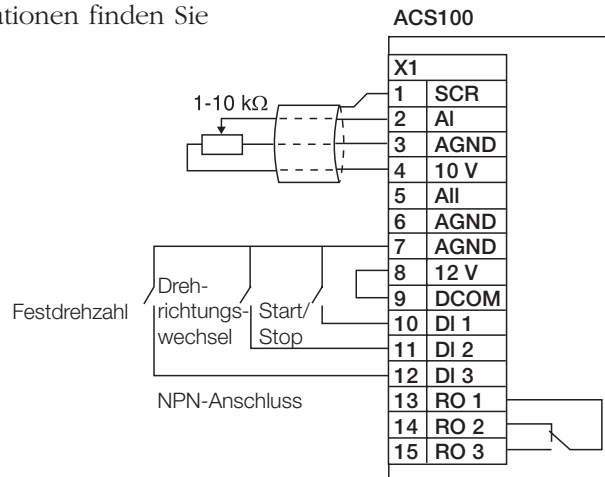 ationen finden Sie
ACS100
X1
1 SCR
2 AI
3 AGND
4 10 V
5 AII
6 AGND
7 AGND
8 12 V
9 DCOM
10 DI 1
11 DI 2
12 DI 3
13 RO 1
14 RO 2
15 RO 3
1-10 kΩ
Festdrehzahl
Dreh-
richtungs-
wechsel
Start/
Stop
NPN-Anschluss